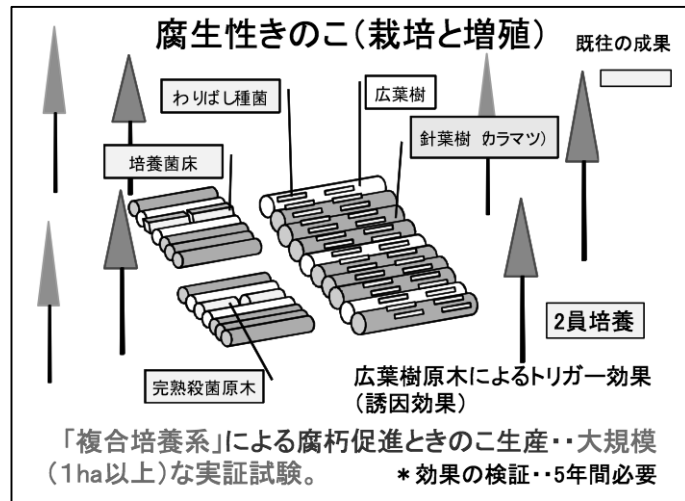 腐生性きのこ(栽培と増殖)
既往の成果
わりばし種菌
広葉樹
針葉樹 カラマツ)
培養菌床
2員培養
完熟殺菌原木
広葉樹原木によるトリガー効果
(誘因効果)
「複合培養系」による腐朽促進ときのこ生産‥大規模
(1ha以上)な実証試験。
*効果の検証‥5年間必要